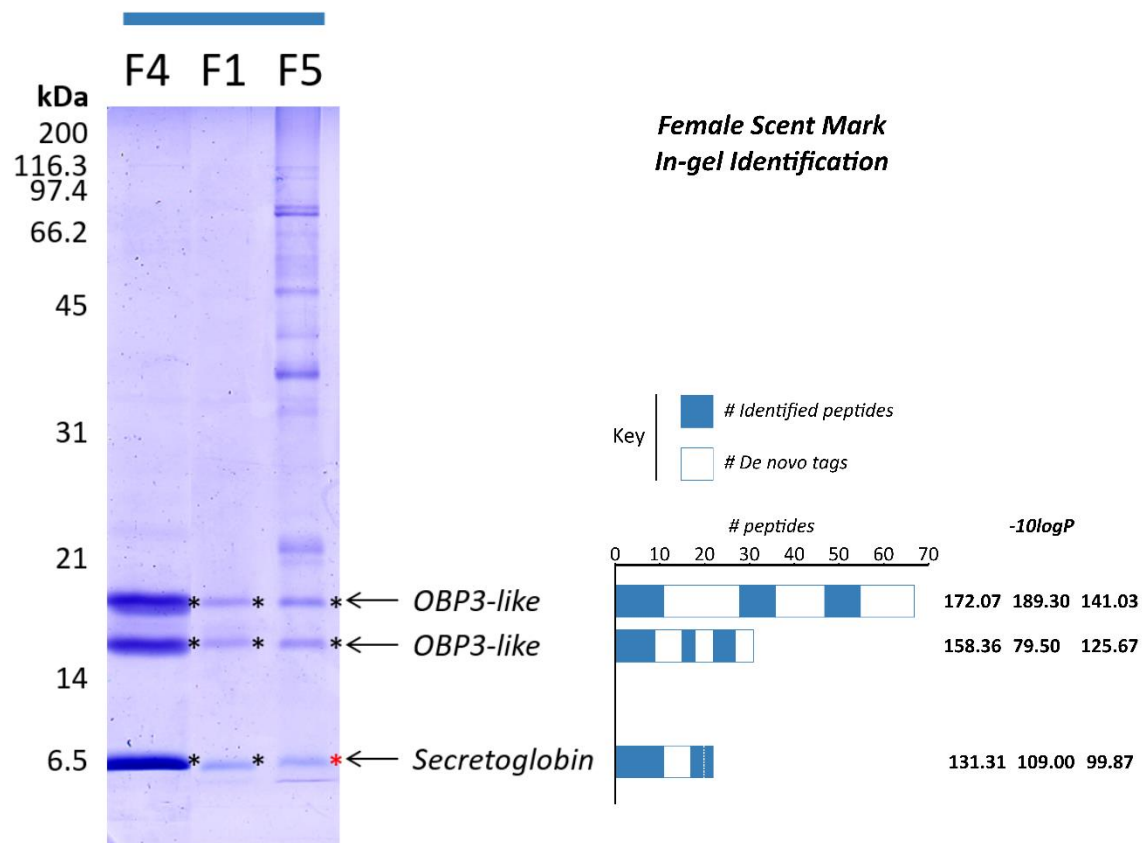 F4 F1 F5
kDa
200
116.3
97.4
66.2
45
31
21
14
6.5
* * * OBP3-like
* * * OBP3-like
* * * Secretoglobin
Female Scent Mark
In-gel Identification
Key
# Identified peptides
# De novo tags
# peptides -10logP
0 10 20 30 40 50 60 70
172.07 189.30 141.03
158.36 79.50 125.67
131.31 109.00 99.87